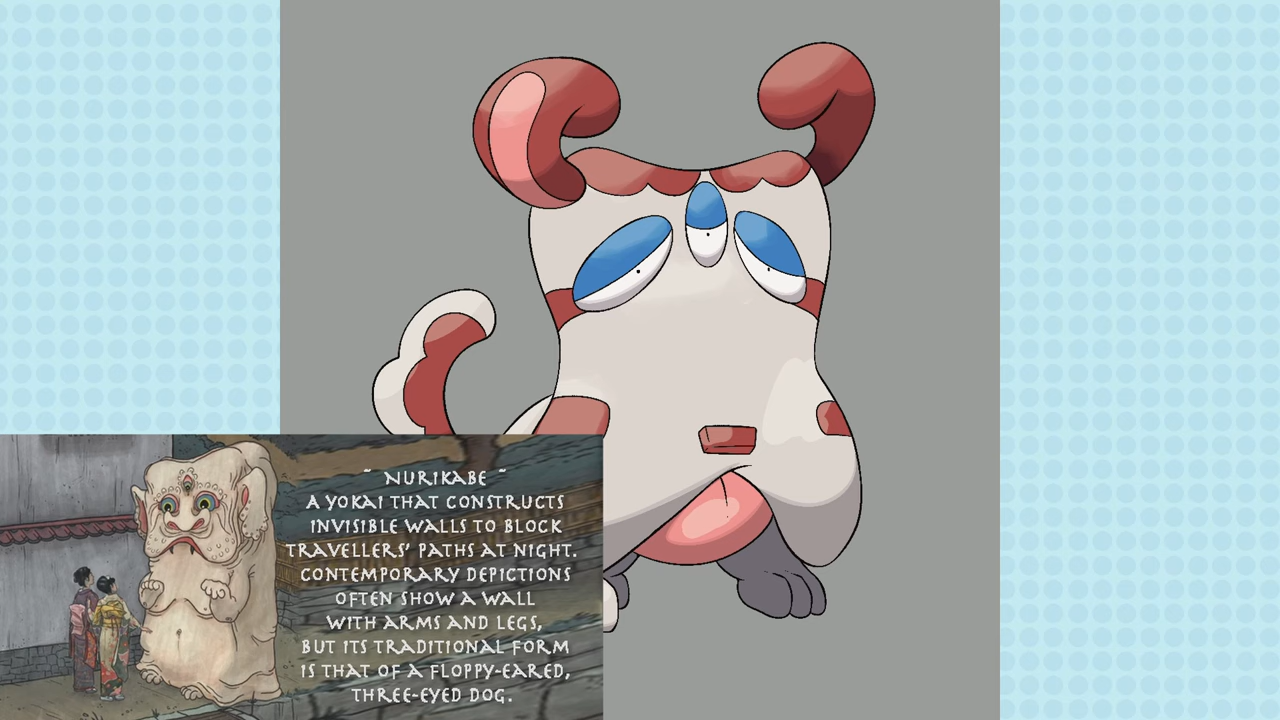 ~ NURIKABE ~
A YOKAI THAT CONSTRUCTS
INVISIBLE WALLS TO BLOCK
TRAVELLERS' PATHS AT NIGHT.
CONTEMPORARY DEPICTIONS
OFTEN SHOW A WALL
WITH ARMS AND LEGS,
BUT ITS TRADITIONAL FORM
IS THAT OF A FLOPPY-EARED,
THREE-EYED DOG.